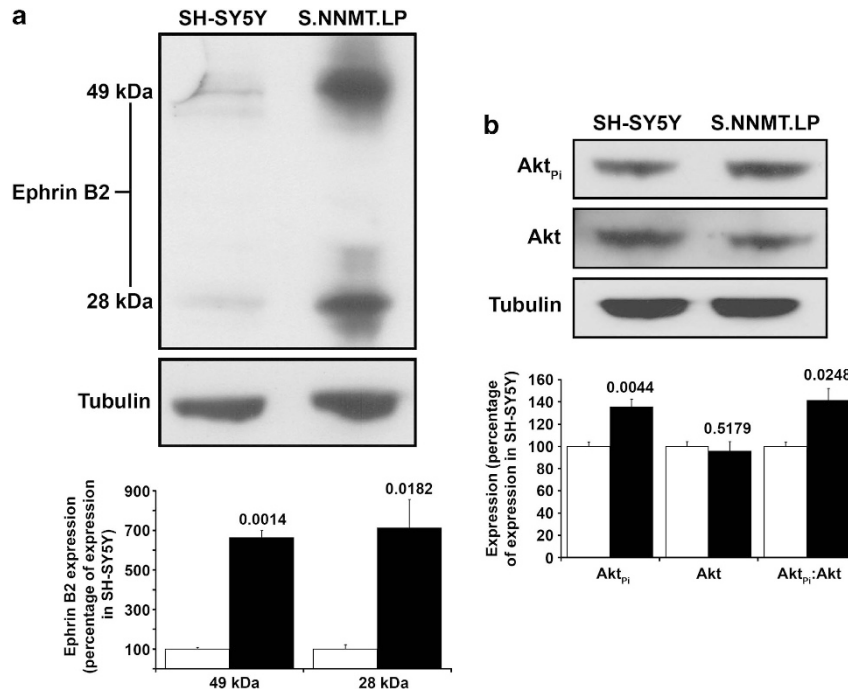 a
SH-SY5Y S.NNMT.LP
49 kDa
Ephrin B2
28 kDa
Tubulin
Ephrin B2 expression
(percentage of expression
in SH-SY5Y)
900
700
500
300
100
0.0014
0.0182
49 kDa 28 kDa
b
SH-SY5Y S.NNMT.LP
AktPi
Akt
Tubulin
Expression (percentage
of expression in SH-SY5Y)
160
140
120
100
80
60
40
20
0
0.0044
0.5179
0.0248
AktPi Akt AktPi:Akt